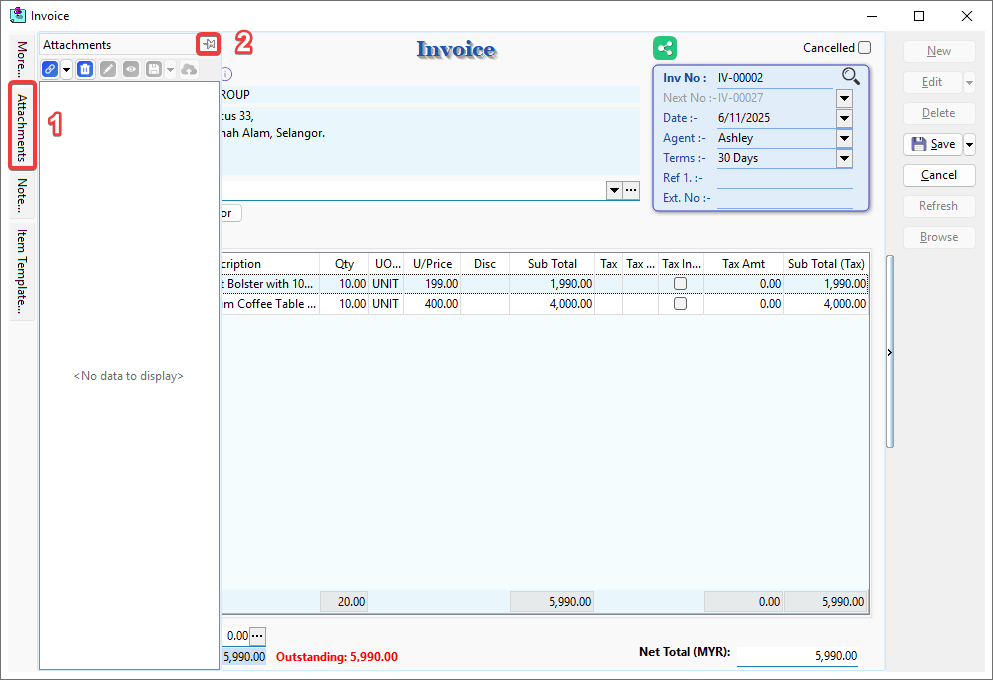 Invoice
Attachments
2
Invoice
Cancelled
New
More...
Inv No :
IV-00002
ROUP
Next No :-
IV-00027
Edit
Attachments
1
cus 33,
Date :-
6/11/2025
Delete
nah Alam, Selangor.
Agent :-
Ashley
Save
Terms :-
30 Days
Cancel
Note...
Ref 1. :-
Ext. No :-
Refresh
or
Browse
Item Template...
cription Qty UO... U/Price Disc Sub Total Tax Tax ... Tax In... Tax Amt Sub Total (Tax)
t Bolster with 10... 10.00 UNIT 199.00 1,990.00 0.00 1,990.00
m Coffee Table ... 10.00 UNIT 400.00 4,000.00 0.00 4,000.00
<No data to display>
20.00 5,990.00 0.00 5,990.00
0.00
5,990.00 Outstanding: 5,990.00
Net Total (MYR): 5,990.00